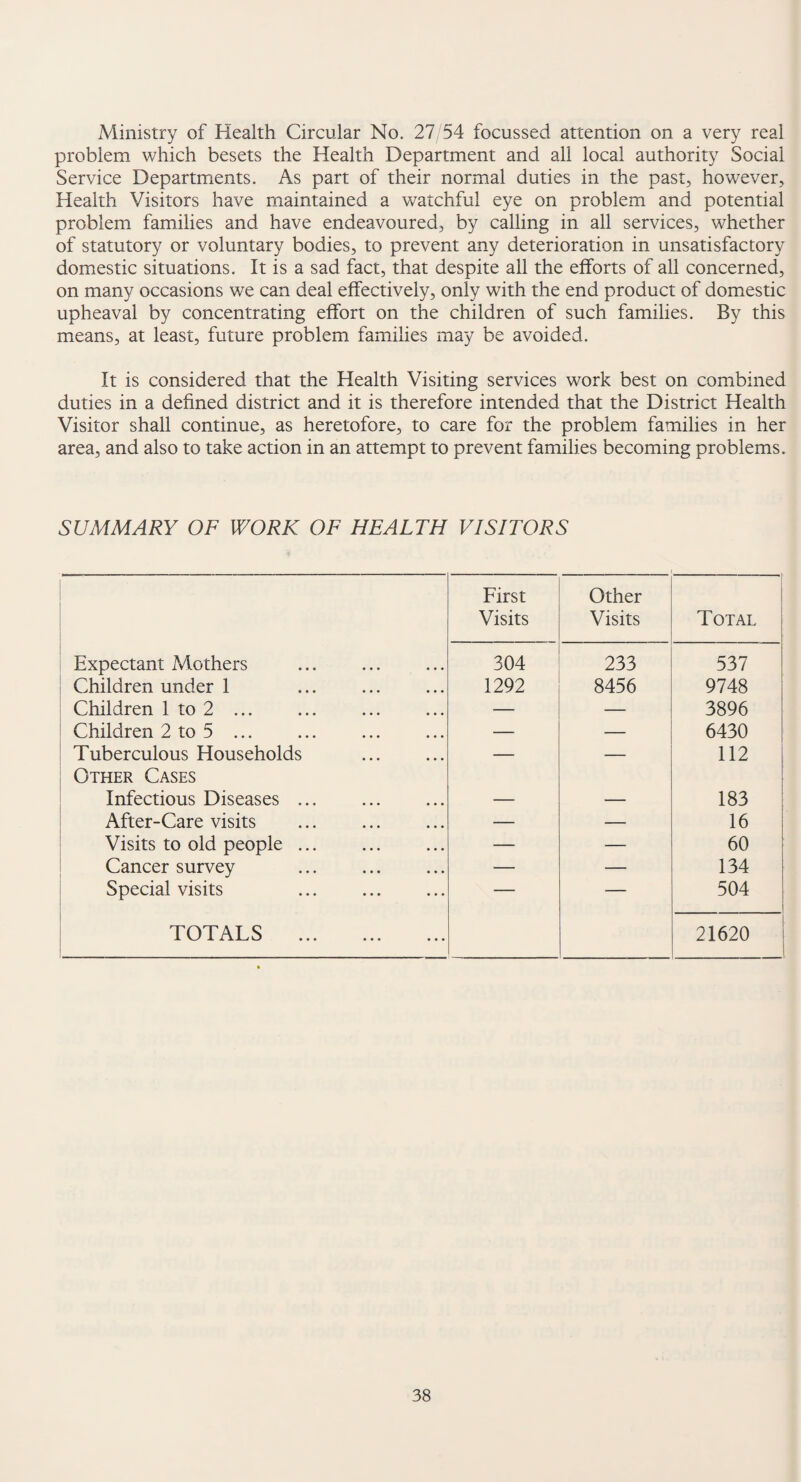 Ministry of Health Circular No. 27/54 focussed attention on a very real
problem which besets the Health Department and all local authority Social
Service Departments. As part of their normal duties in the past, however,
Health Visitors have maintained a watchful eye on problem and potential
problem families and have endeavoured, by calling in all services, whether
of statutory or voluntary bodies, to prevent any deterioration in unsatisfactory
domestic situations. It is a sad fact, that despite all the efforts of all concerned,
on many occasions we can deal effectively, only with the end product of domestic
upheaval by concentrating effort on the children of such families. By this
means, at least, future problem families may be avoided.
It is considered that the Health Visiting services work best on combined
duties in a defined district and it is therefore intended that the District Health
Visitor shall continue, as heretofore, to care for the problem families in her
area, and also to take action in an attempt to prevent families becoming problems.
SUMMARY OF WORK OF HEALTH VISITORS
First Visits Other Visits TOTAL
Expectant Mothers ... ... ... 304 233 537
Children under 1 ... ... ... 1292 8456 9748
Children 1 to 2 ... ... ... ... — — 3896
Children 2 to 5 ... ... ... ... — — 6430
Tuberculous Households ... ... — — 112
OTHER CASES
Infectious Diseases ... ... ... — — 183
After-Care visits ... ... ... — — 16
Visits to old people ... ... ... — — 60
Cancer survey ... ... ... — — 134
Special visits ... ... ... — — 504
TOTALS ... ... ... 21620
38